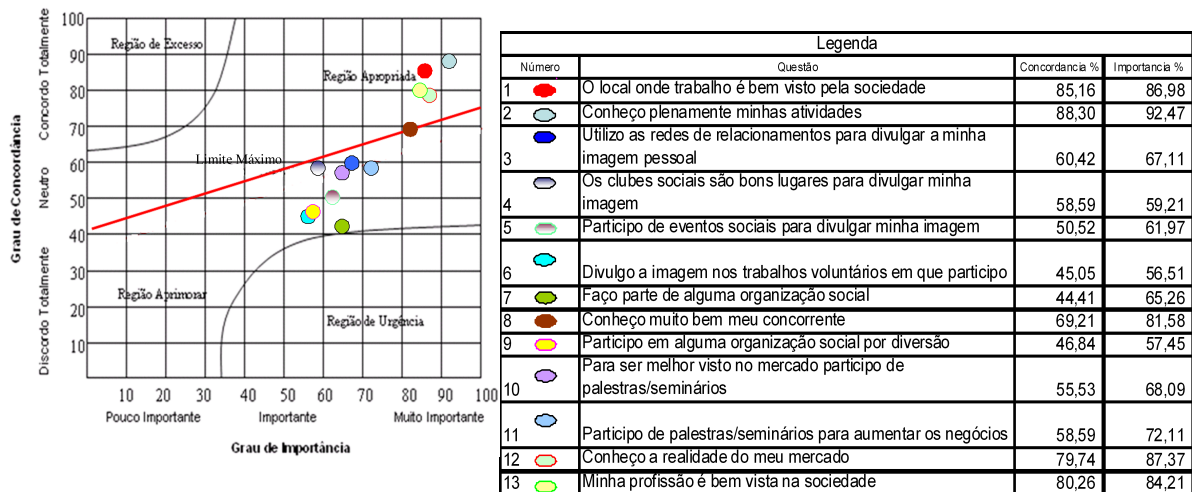 Grau de Concordância
Discordo Totalmente
Neutro
Concordo Totalmente
100
90
80
70
60
50
40
30
20
10
Região de Excesso
Região Apropriada
Limite Máximo
Região Aprimorar
Região de Urgência
10 20 30 40 50 60 70 80 90 100
Pouco Importante Importante Muito Importante
Grau de Importância
Legenda
Número Questão Concordancia % Importancia %
1 O local onde trabalho é bem visto pela sociedade 85,16 86,98
2 Conheço plenamente minhas atividades 88,30 92,47
Utilizo as redes de relacionamentos para divulgar a minha
3 imagem pessoal 60,42 67,11
Os clubes sociais são bons lugares para divulgar minha
4 imagem 58,59 59,21
5 Participo de eventos sociais para divulgar minha imagem 50,52 61,97
6 Divulgo a imagem nos trabalhos voluntários em que participo 45,05 56,51
7 Faço parte de alguma organização social 44,41 65,26
8 Conheço muito bem meu concorrente 69,21 81,58
9 Participo em alguma organização social por diversão 46,84 57,45
Para ser melhor visto no mercado participo de
10 palestras/seminários 55,53 68,09
11 Participo de palestras/seminários para aumentar os negócios 58,59 72,11
12 Conheço a realidade do meu mercado 79,74 87,37
13 Minha profissão é bem vista na sociedade 80,26 84,21